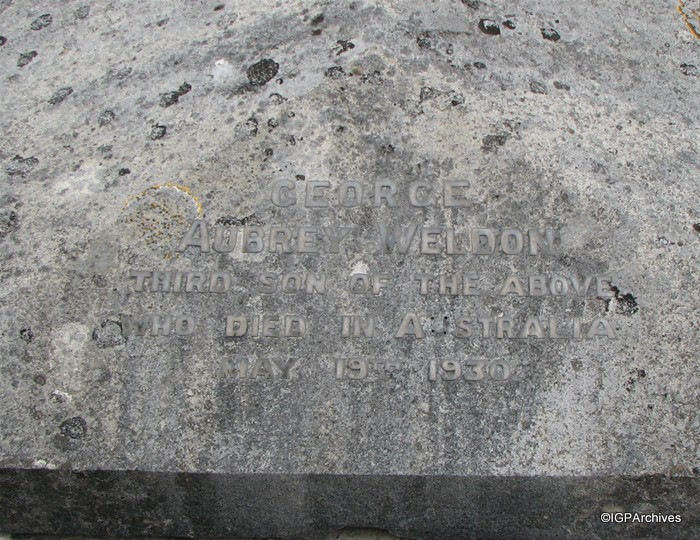 GEORGE
AUBREY WELDON
THIRD SON OF THE ABOVE
WHO DIED IN AUSTRALIA
MAY 19TH 1930
©IGPArchives